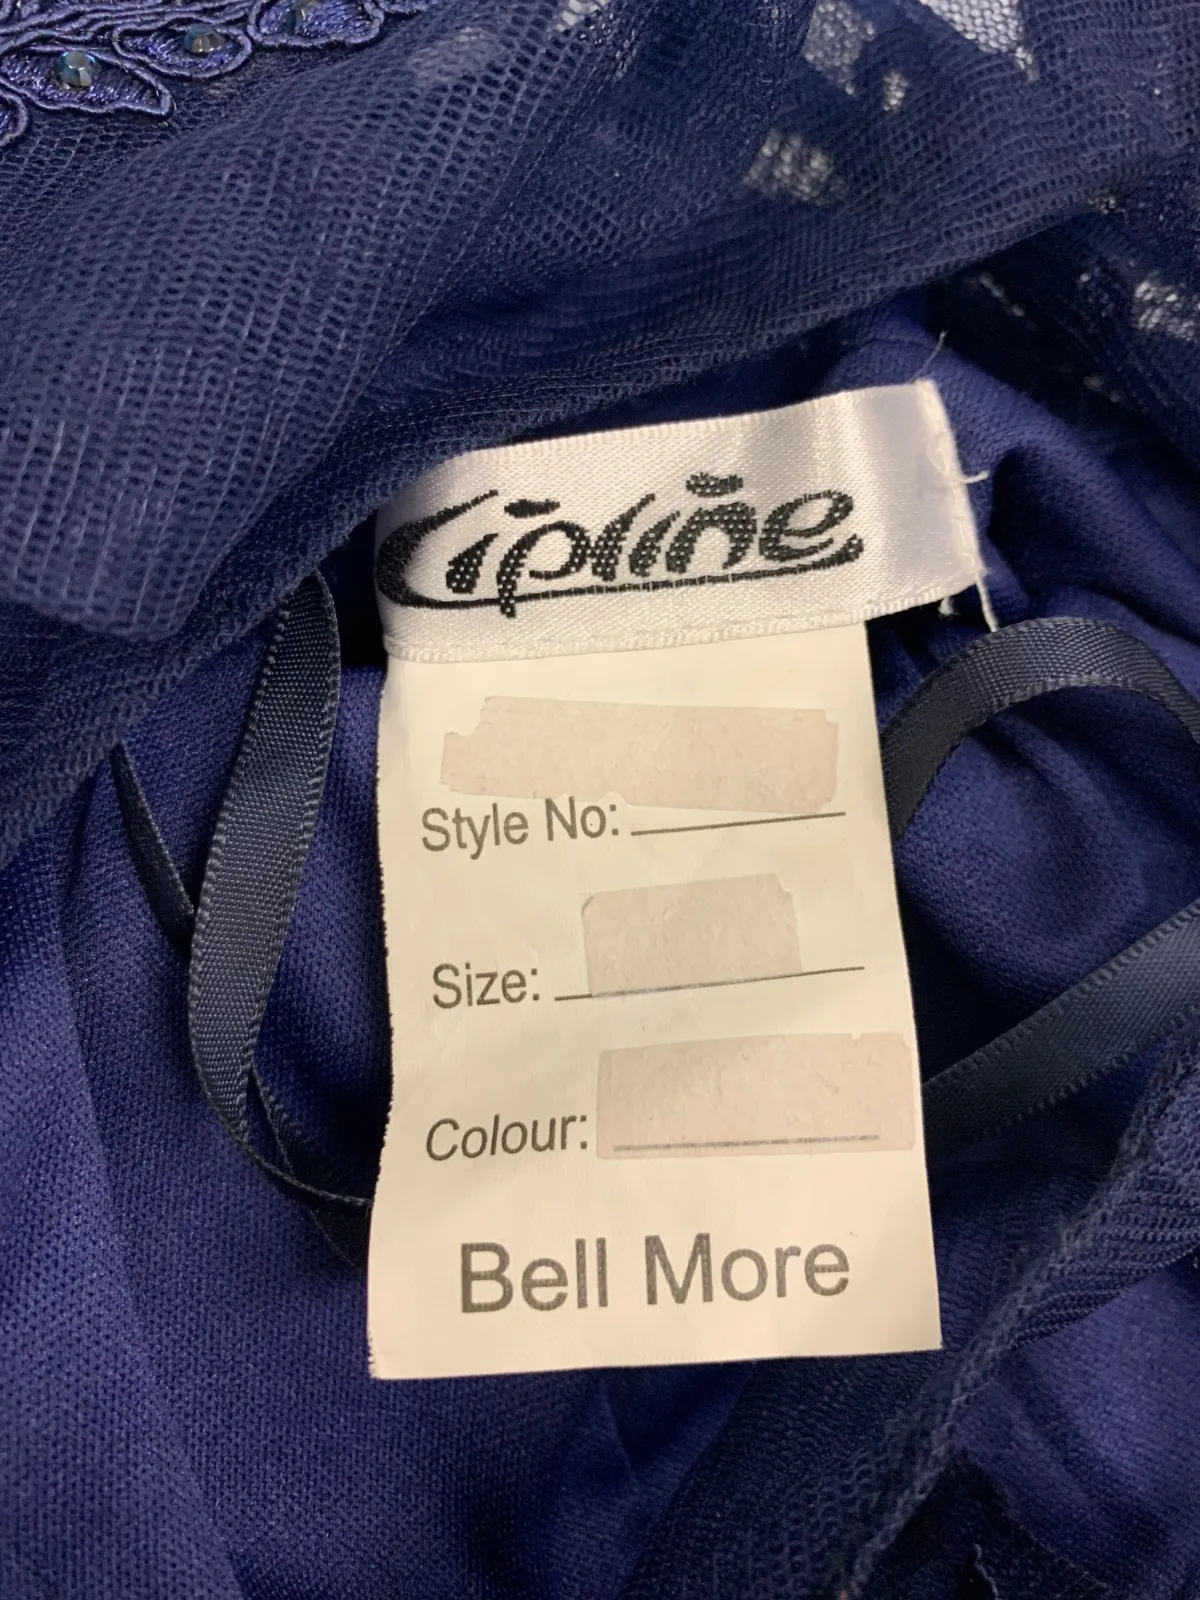 Cipline
Style No:
Size:
Colour:
Bell More